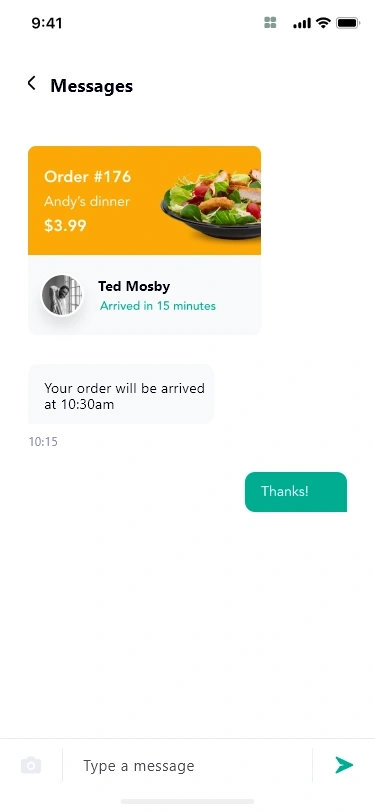 9:41
Messages
Order #176
Andy's dinner
$3.99
Ted Mosby
Arrived in 15 minutes
Your order will be arrived
at 10:30am
10:15
Thanks!
Type a message